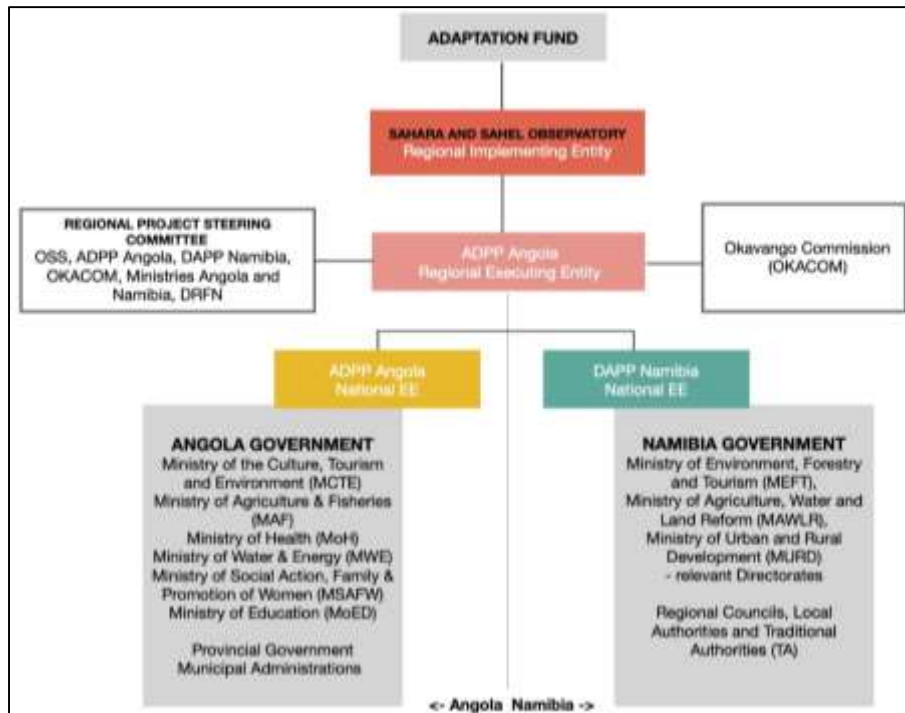 ADAPTATION FUND
SAHARA AND SAHEL OBSERVATORY
Regional Implementing Entity
REGIONAL PROJECT STEERING
COMMITTEE
OSS, ADPP Angola, DAPP Namibia,
OKACOM, Ministries Angola and
Namibia, DRFN
ADPP Angola
Regional Executing Entity
Okavango Commission
(OKACOM)
ADPP Angola
National EE
DAPP Namibia
National EE
ANGOLA GOVERNMENT
Ministry of the Culture, Tourism
and Environment (MCTE)
Ministry of Agriculture & Fisheries
(MAF)
Ministry of Health (MoH)
Ministry of Water & Energy (MWE)
Ministry of Social Action, Family &
Promotion of Women (MSAFW)
Ministry of Education (MoED)
Provincial Government
Municipal Administrations
NAMIBIA GOVERNMENT
Ministry of Environment, Forestry
and Tourism (MEFT),
Ministry of Agriculture, Water and
Land Reform (MAWLR),
Ministry of Urban and Rural
Development (MURD)
- relevant Directorates
Regional Councils, Local
Authorities and Traditional
Authorities (TA)
<- Angola Namibia ->